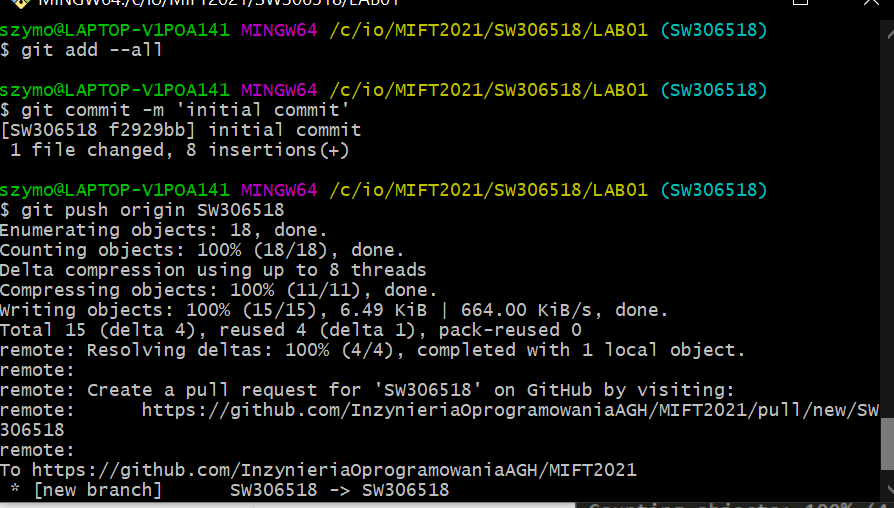 MINGW64:/c/io/MIFT2021/SW306518/LAB01
szymo@LAPTOP-V1POA141 MINGW64 /c/io/MIFT2021/SW306518/LAB01 (SW306518)
$ git add --all
szymo@LAPTOP-V1POA141 MINGW64 /c/io/MIFT2021/SW306518/LAB01 (SW306518)
$ git commit -m 'initial commit'
[SW306518 f2929bb] initial commit
 1 file changed, 8 insertions(+)
szymo@LAPTOP-V1POA141 MINGW64 /c/io/MIFT2021/SW306518/LAB01 (SW306518)
$ git push origin SW306518
Enumerating objects: 18, done.
Counting objects: 100% (18/18), done.
Delta compression using up to 8 threads
Compressing objects: 100% (11/11), done.
Writing objects: 100% (15/15), 6.49 KiB | 664.00 KiB/s, done.
Total 15 (delta 4), reused 4 (delta 1), pack-reused 0
remote: Resolving deltas: 100% (4/4), completed with 1 local object.
remote:
remote: Create a pull request for 'SW306518' on GitHub by visiting:
remote:      https://github.com/InzynieriaOprogramowaniaAGH/MIFT2021/pull/new/SW
306518
remote:
To https://github.com/InzynieriaOprogramowaniaAGH/MIFT2021
 * [new branch]      SW306518 -> SW306518
Counting objects: 100%